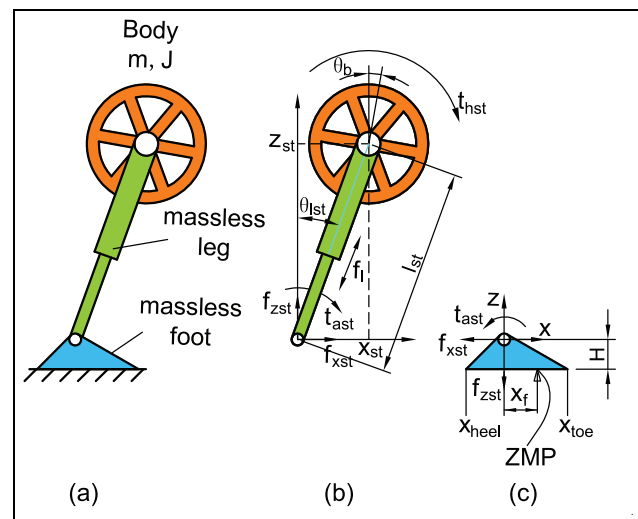 Body
m, J
massless
leg
massless
foot
(a)
θb
thst
zst
θlst
fl
lst
fzst
tast
fxst
xst
(b)
z
tast
x
fxst
H
fzst
xf
xheel
xtoe
ZMP
(c)